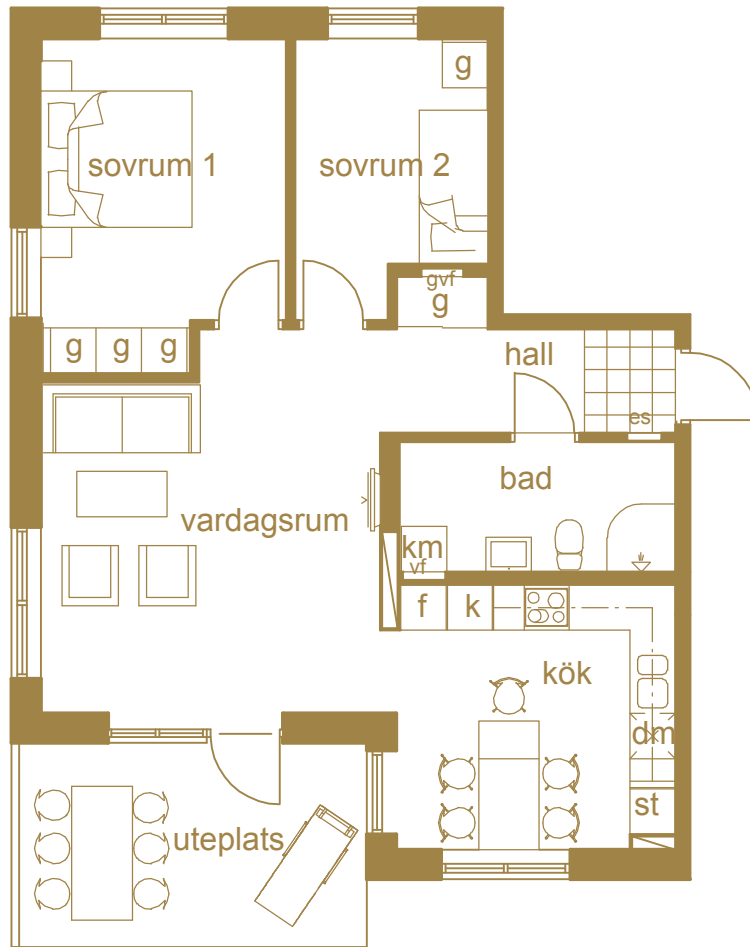 g
sovrum 1
sovrum 2
gvf
g
g
g
g
hall
es
bad
vardagsrum
km
vf
f
k
kök
dm
st
uteplats